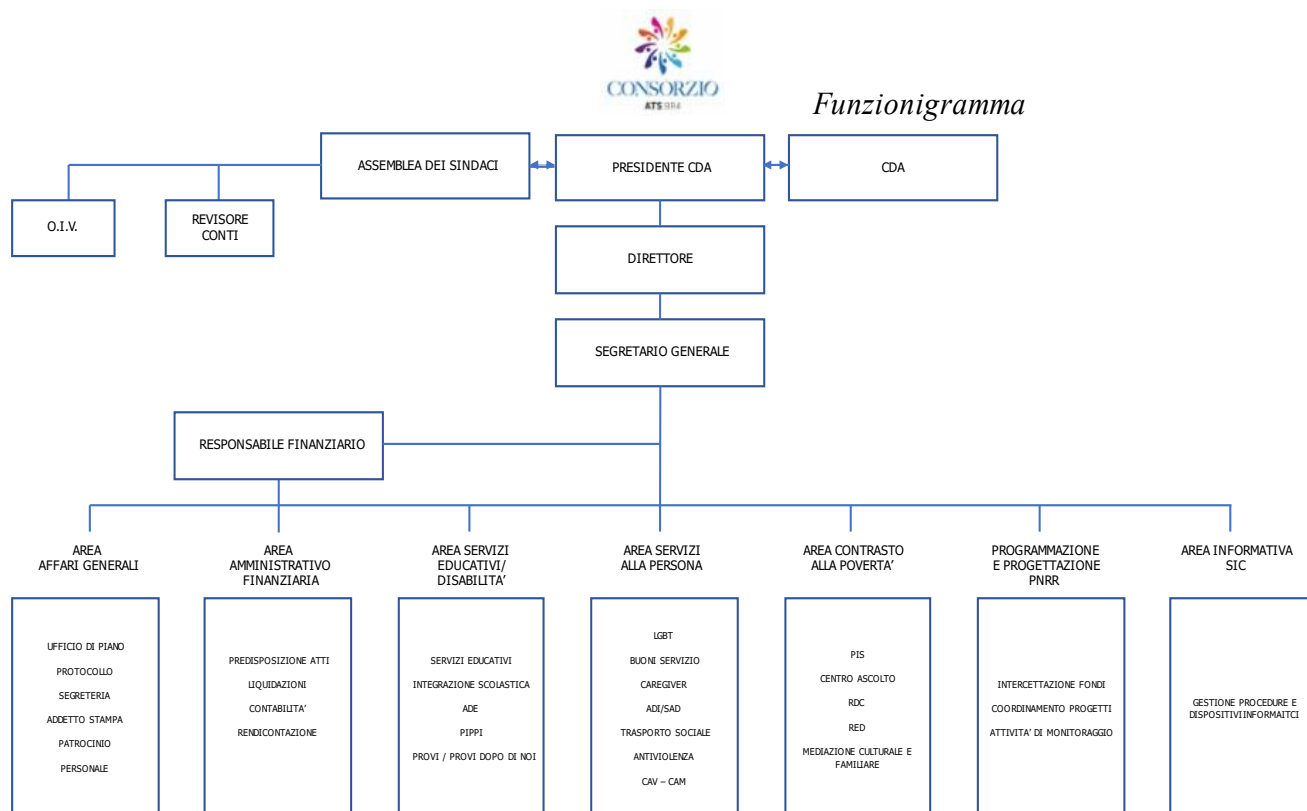 CONSORZIO
ATS BR4
Funzionigramma
ASSEMBLEA DEI SINDACI
PRESIDENTE CDA
CDA
O.I.V.
REVISORE
CONTI
DIRETTORE
SEGRETARIO GENERALE
RESPONSABILE FINANZIARIO
AREA
AFFARI GENERALI
AREA
AMMINISTRATIVO
FINANZIARIA
AREA SERVIZI
EDUCATIVI/
DISABILITA’
AREA SERVIZI
ALLA PERSONA
AREA CONTRASTO
ALLA POVERTA’
PROGRAMMAZIONE
E PROGETTAZIONE
PNRR
AREA INFORMATIVA
SIC
UFFICIO DI PIANO
PROTOCOLLO
SEGRETERIA
ADDETTO STAMPA
PATROCINIO
PERSONALE
PREDISPOSIZIONE ATTI
LIQUIDAZIONI
CONTABILITA’
RENDICONTAZIONE
SERVIZI EDUCATIVI
INTEGRAZIONE SCOLASTICA
ADE
PIPPI
PROVI / PROVI DOPO DI NOI
LGBT
BUONI SERVIZIO
CAREGIVER
ADI/SAD
TRASPORTO SOCIALE
ANTIVIOLENZA
CAV – CAM
PIS
CENTRO ASCOLTO
RDC
RED
MEDIAZIONE CULTURALE E
FAMILIARE
INTERCETTAZIONE FONDI
COORDINAMENTO PROGETTI
ATTIVITA’ DI MONITORAGGIO
GESTIONE PROCEDURE E
DISPOSITIVIINFORMAITCI